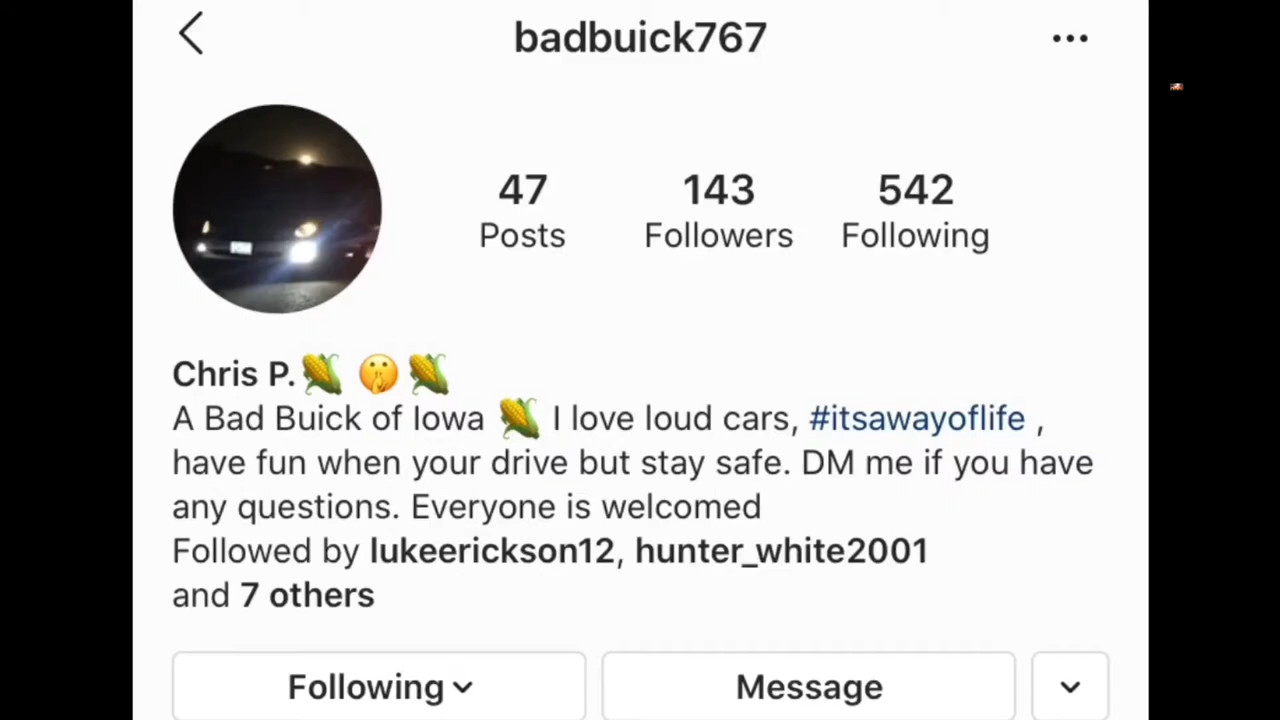 badbuick767
47 143 542
Posts Followers Following
Chris P.🌽 🤫 🌽
A Bad Buick of Iowa 🌽 I love loud cars, #itsawayoflife ,
have fun when your drive but stay safe. DM me if you have
any questions. Everyone is welcomed
Followed by lukeerickson12, hunter_white2001
and 7 others
Following Message